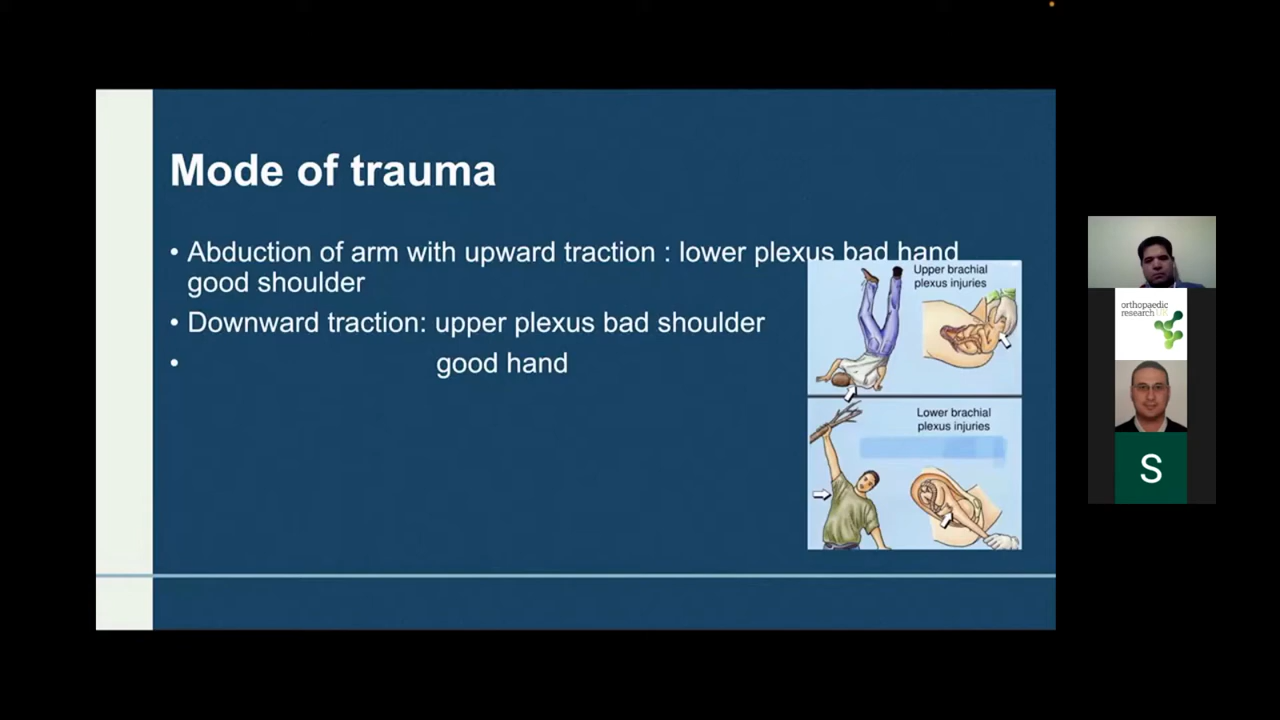 Mode of trauma
• Abduction of arm with upward traction : lower plexus bad hand
good shoulder
• Downward traction: upper plexus bad shoulder
• good hand
Upper brachial
plexus injuries
Lower brachial
plexus injuries
orthopaedic
research UK
S